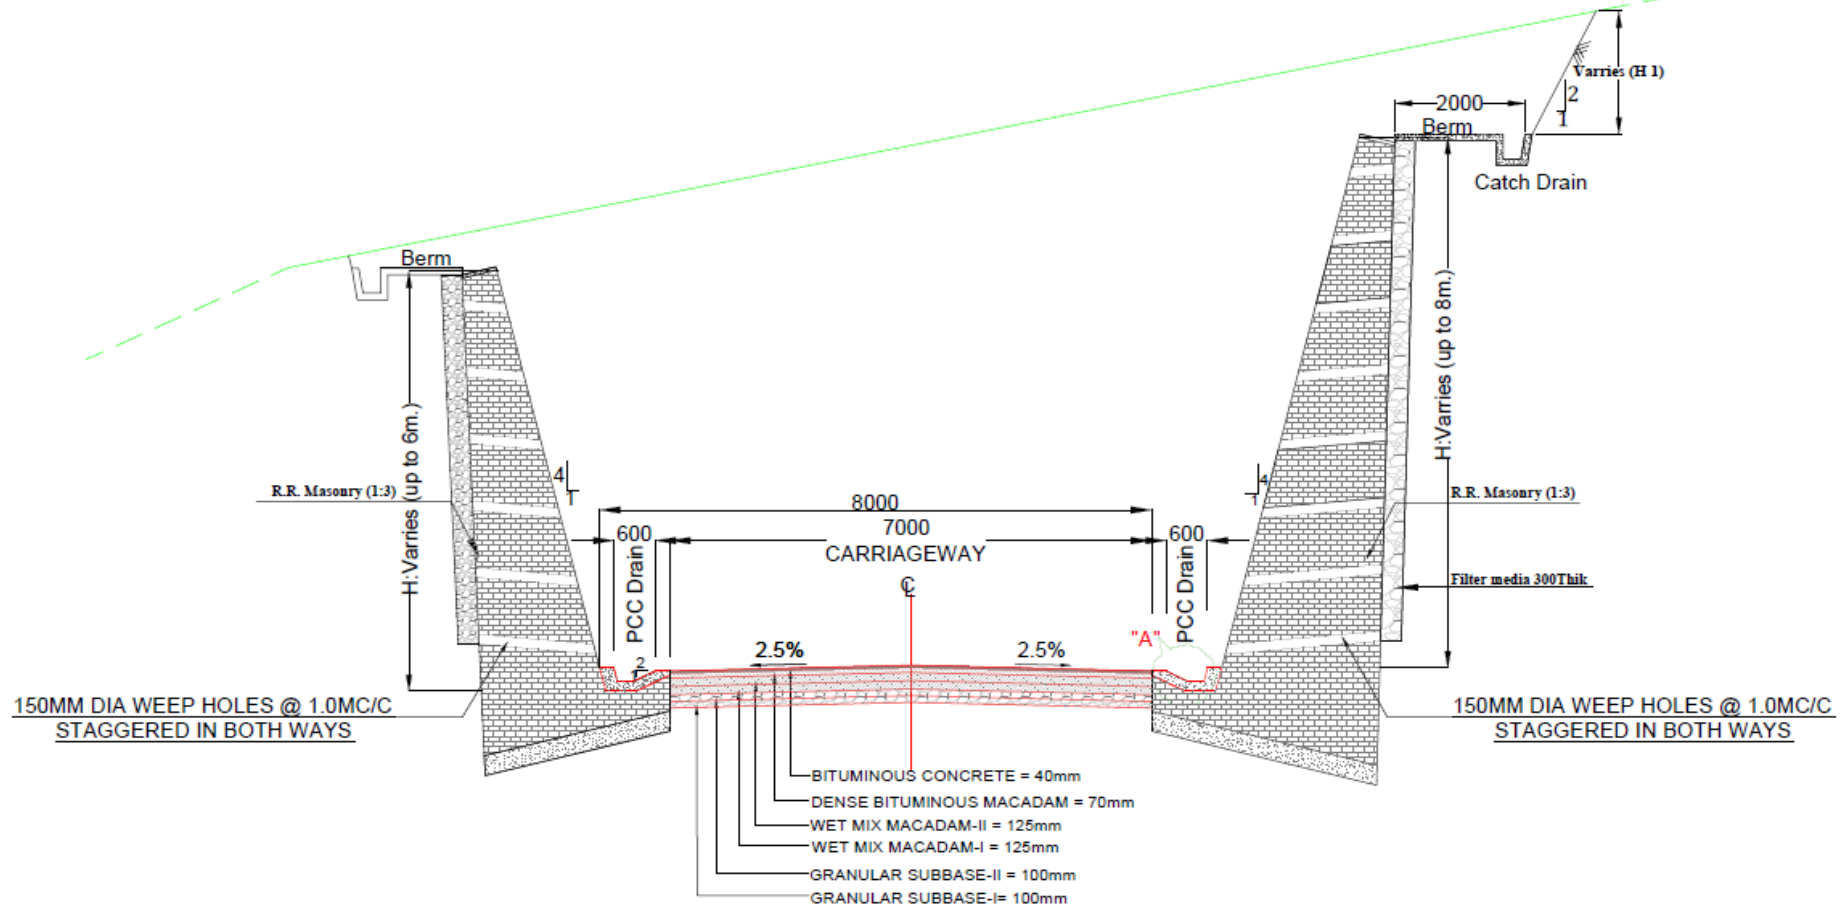 Varries (H 1)
2
1
2000
Berm
Catch Drain
Berm
H:Varries (up to 6m.)
H:Varries (up to 8m.)
4
1
4
1
R.R. Masonry (1:3)
R.R. Masonry (1:3)
8000
600
7000
600
CARRIAGEWAY
PCC Drain
PCC Drain
℄
Filter media 300Thik
"A"
2.5%
2.5%
2
1
150MM DIA WEEP HOLES @ 1.0MC/C
STAGGERED IN BOTH WAYS
150MM DIA WEEP HOLES @ 1.0MC/C
STAGGERED IN BOTH WAYS
BITUMINOUS CONCRETE = 40mm
DENSE BITUMINOUS MACADAM = 70mm
WET MIX MACADAM-II = 125mm
WET MIX MACADAM-I = 125mm
GRANULAR SUBBASE-II = 100mm
GRANULAR SUBBASE-I= 100mm